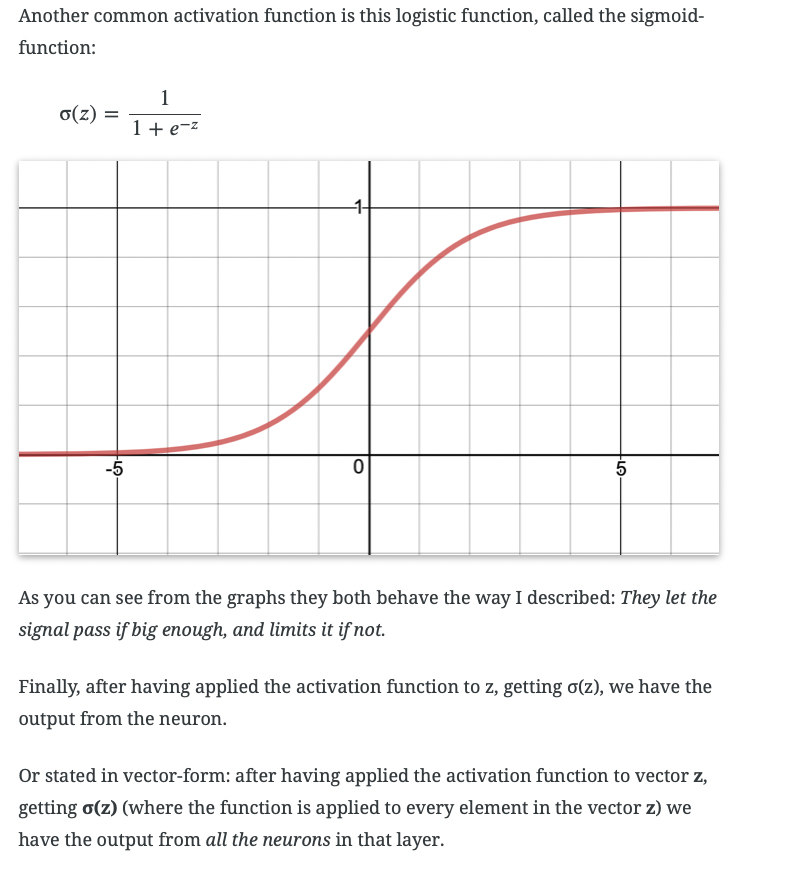 Another common activation function is this logistic function, called the sigmoid-
function:
σ(z) = 1 / (1 + e^−z)
1
-5 0 5
As you can see from the graphs they both behave the way I described: They let the
signal pass if big enough, and limits it if not.
Finally, after having applied the activation function to z, getting σ(z), we have the
output from the neuron.
Or stated in vector-form: after having applied the activation function to vector z,
getting σ(z) (where the function is applied to every element in the vector z) we
have the output from all the neurons in that layer.